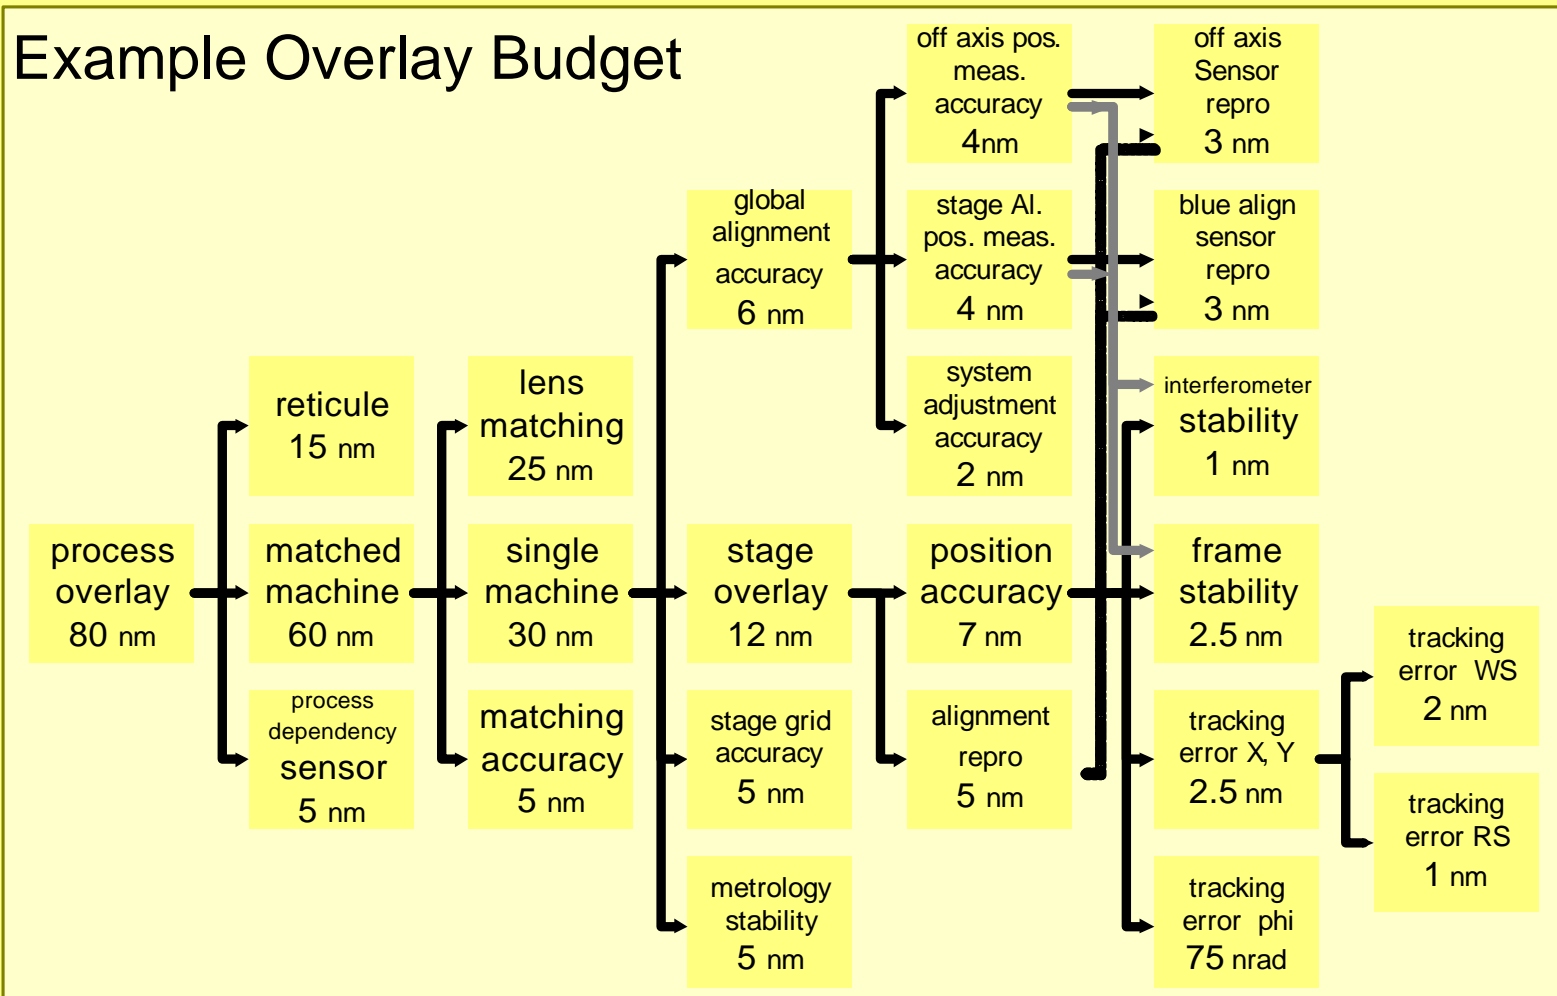 Example Overlay Budget
process
overlay
80 nm
reticule
15 nm
matched
machine
60 nm
process
dependency
sensor
5 nm
lens
matching
25 nm
single
machine
30 nm
matching
accuracy
5 nm
global
alignment
accuracy
6 nm
stage
overlay
12 nm
stage grid
accuracy
5 nm
metrology
stability
5 nm
off axis pos.
meas.
accuracy
4nm
stage Al.
pos. meas.
accuracy
4 nm
system
adjustment
accuracy
2 nm
position
accuracy
7 nm
alignment
repro
5 nm
off axis
Sensor
repro
3 nm
blue align
sensor
repro
3 nm
interferometer
stability
1 nm
frame
stability
2.5 nm
tracking
error X, Y
2.5 nm
tracking
error phi
75 nrad
tracking
error WS
2 nm
tracking
error RS
1 nm